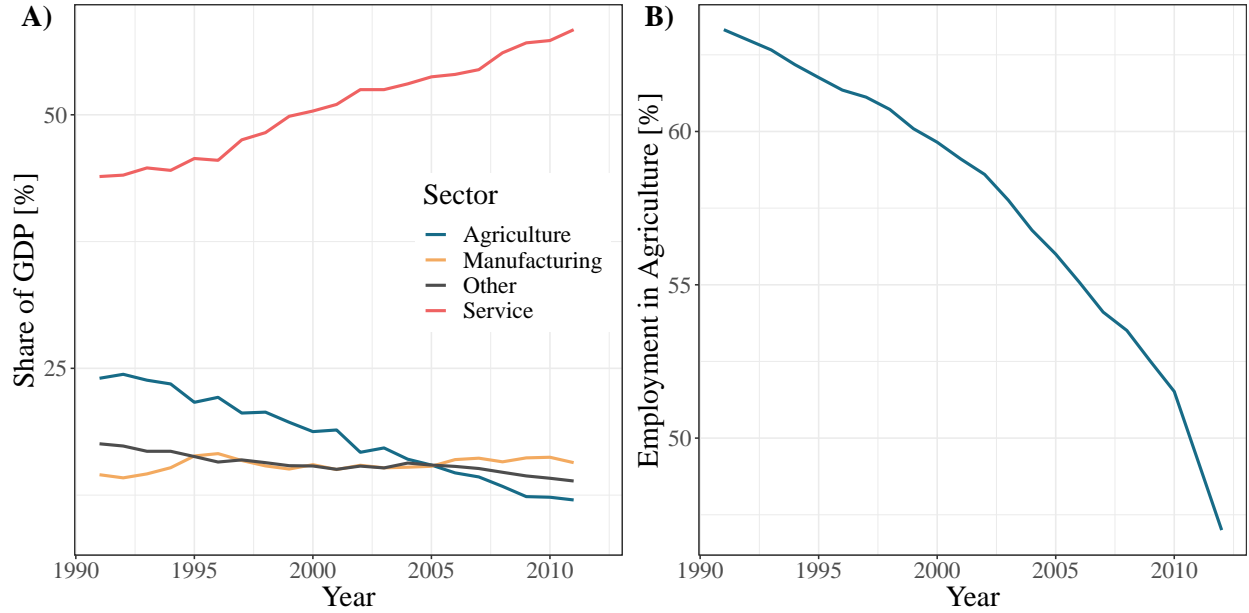 A)
Share of GDP [%]
50
25
Sector
Agriculture
Manufacturing
Other
Service
1990 1995 2000 2005 2010
Year
B)
Employment in Agriculture [%]
60
55
50
1990 1995 2000 2005 2010
Year